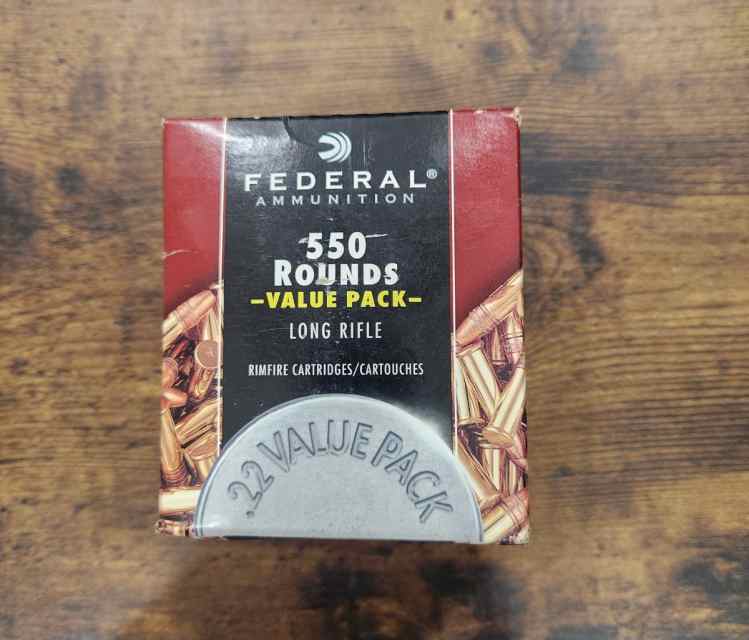 FEDERAL®
AMMUNITION
550
ROUNDS
–VALUE PACK–
LONG RIFLE
RIMFIRE CARTRIDGES/CARTOUCHES
.22 VALUE PACK